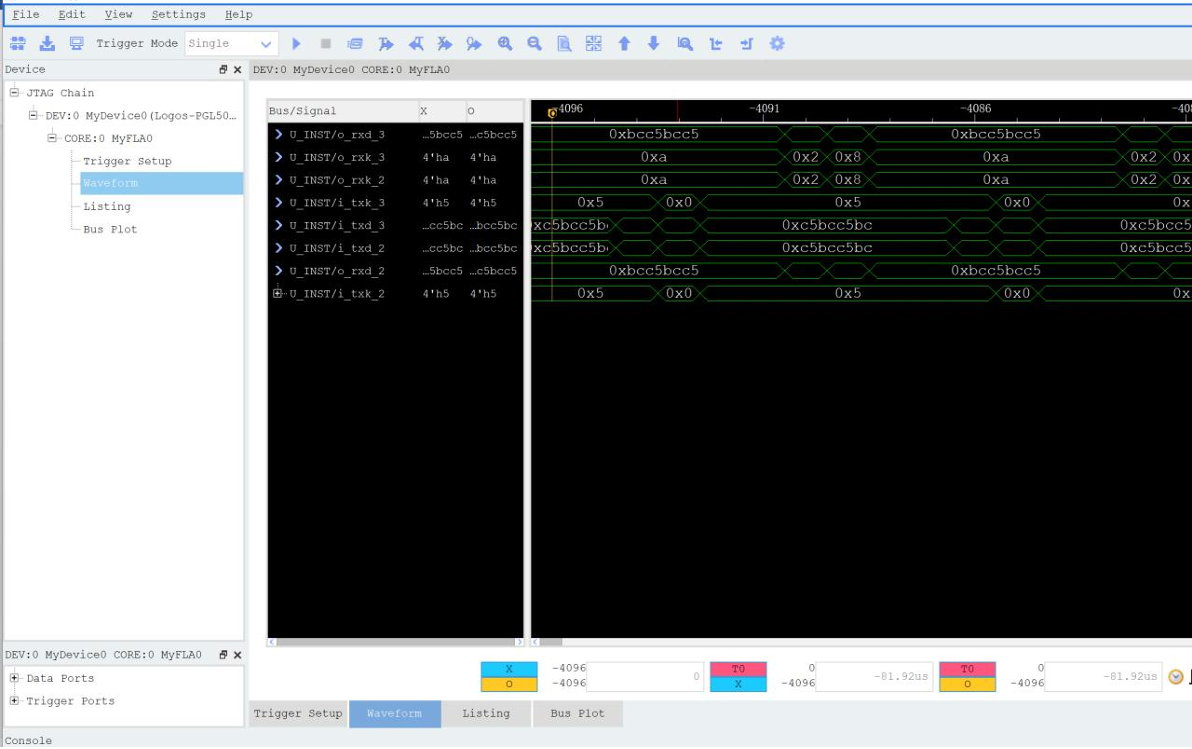 File Edit View Settings Help
Trigger Mode Single
Device
DEV:0 MyDevice0 CORE:0 MyFLA0
JTAG Chain
DEV:0 MyDevice0(Logos-PGL50...
CORE:0 MyFLA0
Trigger Setup
Waveform
Listing
Bus Plot
Bus/Signal X O
-4096 -4091 -4086
U_INST/o_rxd_3 …5bcc5 …c5bcc5 0xbcc5bcc5 0xbcc5bcc5
U_INST/o_rxk_3 4'ha 4'ha 0xa 0x2 0x8 0xa 0x2 0x
U_INST/o_rxk_2 4'ha 4'ha 0xa 0x2 0x8 0xa 0x2 0x
U_INST/i_txk_3 4'h5 4'h5 0x5 0x0 0x5 0x0 0x
U_INST/i_txd_3 …cc5bc …bcc5bc xc5bcc5b 0xc5bcc5bc 0xc5bcc5
U_INST/i_txd_2 …cc5bc …bcc5bc xc5bcc5b 0xc5bcc5bc 0xc5bcc5
U_INST/o_rxd_2 …5bcc5 …c5bcc5 0xbcc5bcc5 0xbcc5bcc5
U_INST/i_txk_2 4'h5 4'h5 0x5 0x0 0x5 0x0 0x
DEV:0 MyDevice0 CORE:0 MyFLA0
Data Ports
Trigger Ports
X -4096 0 T0 0 -81.92us T0 0 -81.92us
O -4096 X -4096 O -4096
Trigger Setup Waveform Listing Bus Plot
Console